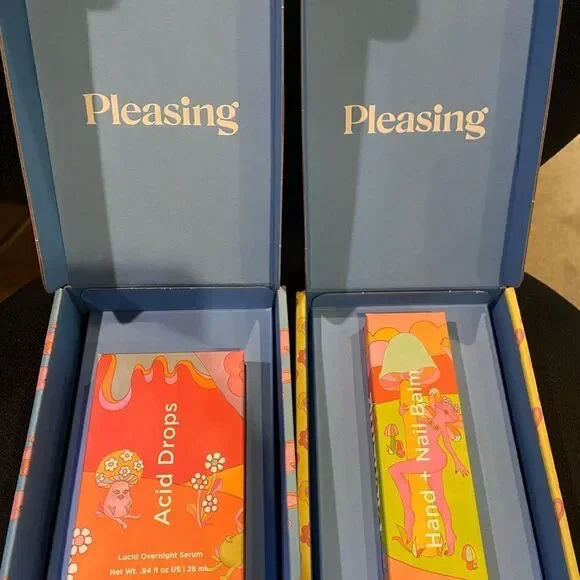 Pleasing
Pleasing
Acid Drops
Lucid Overnight Serum
Net Wt. .94 fl oz US | 28 mL
Hand + Nail Balm